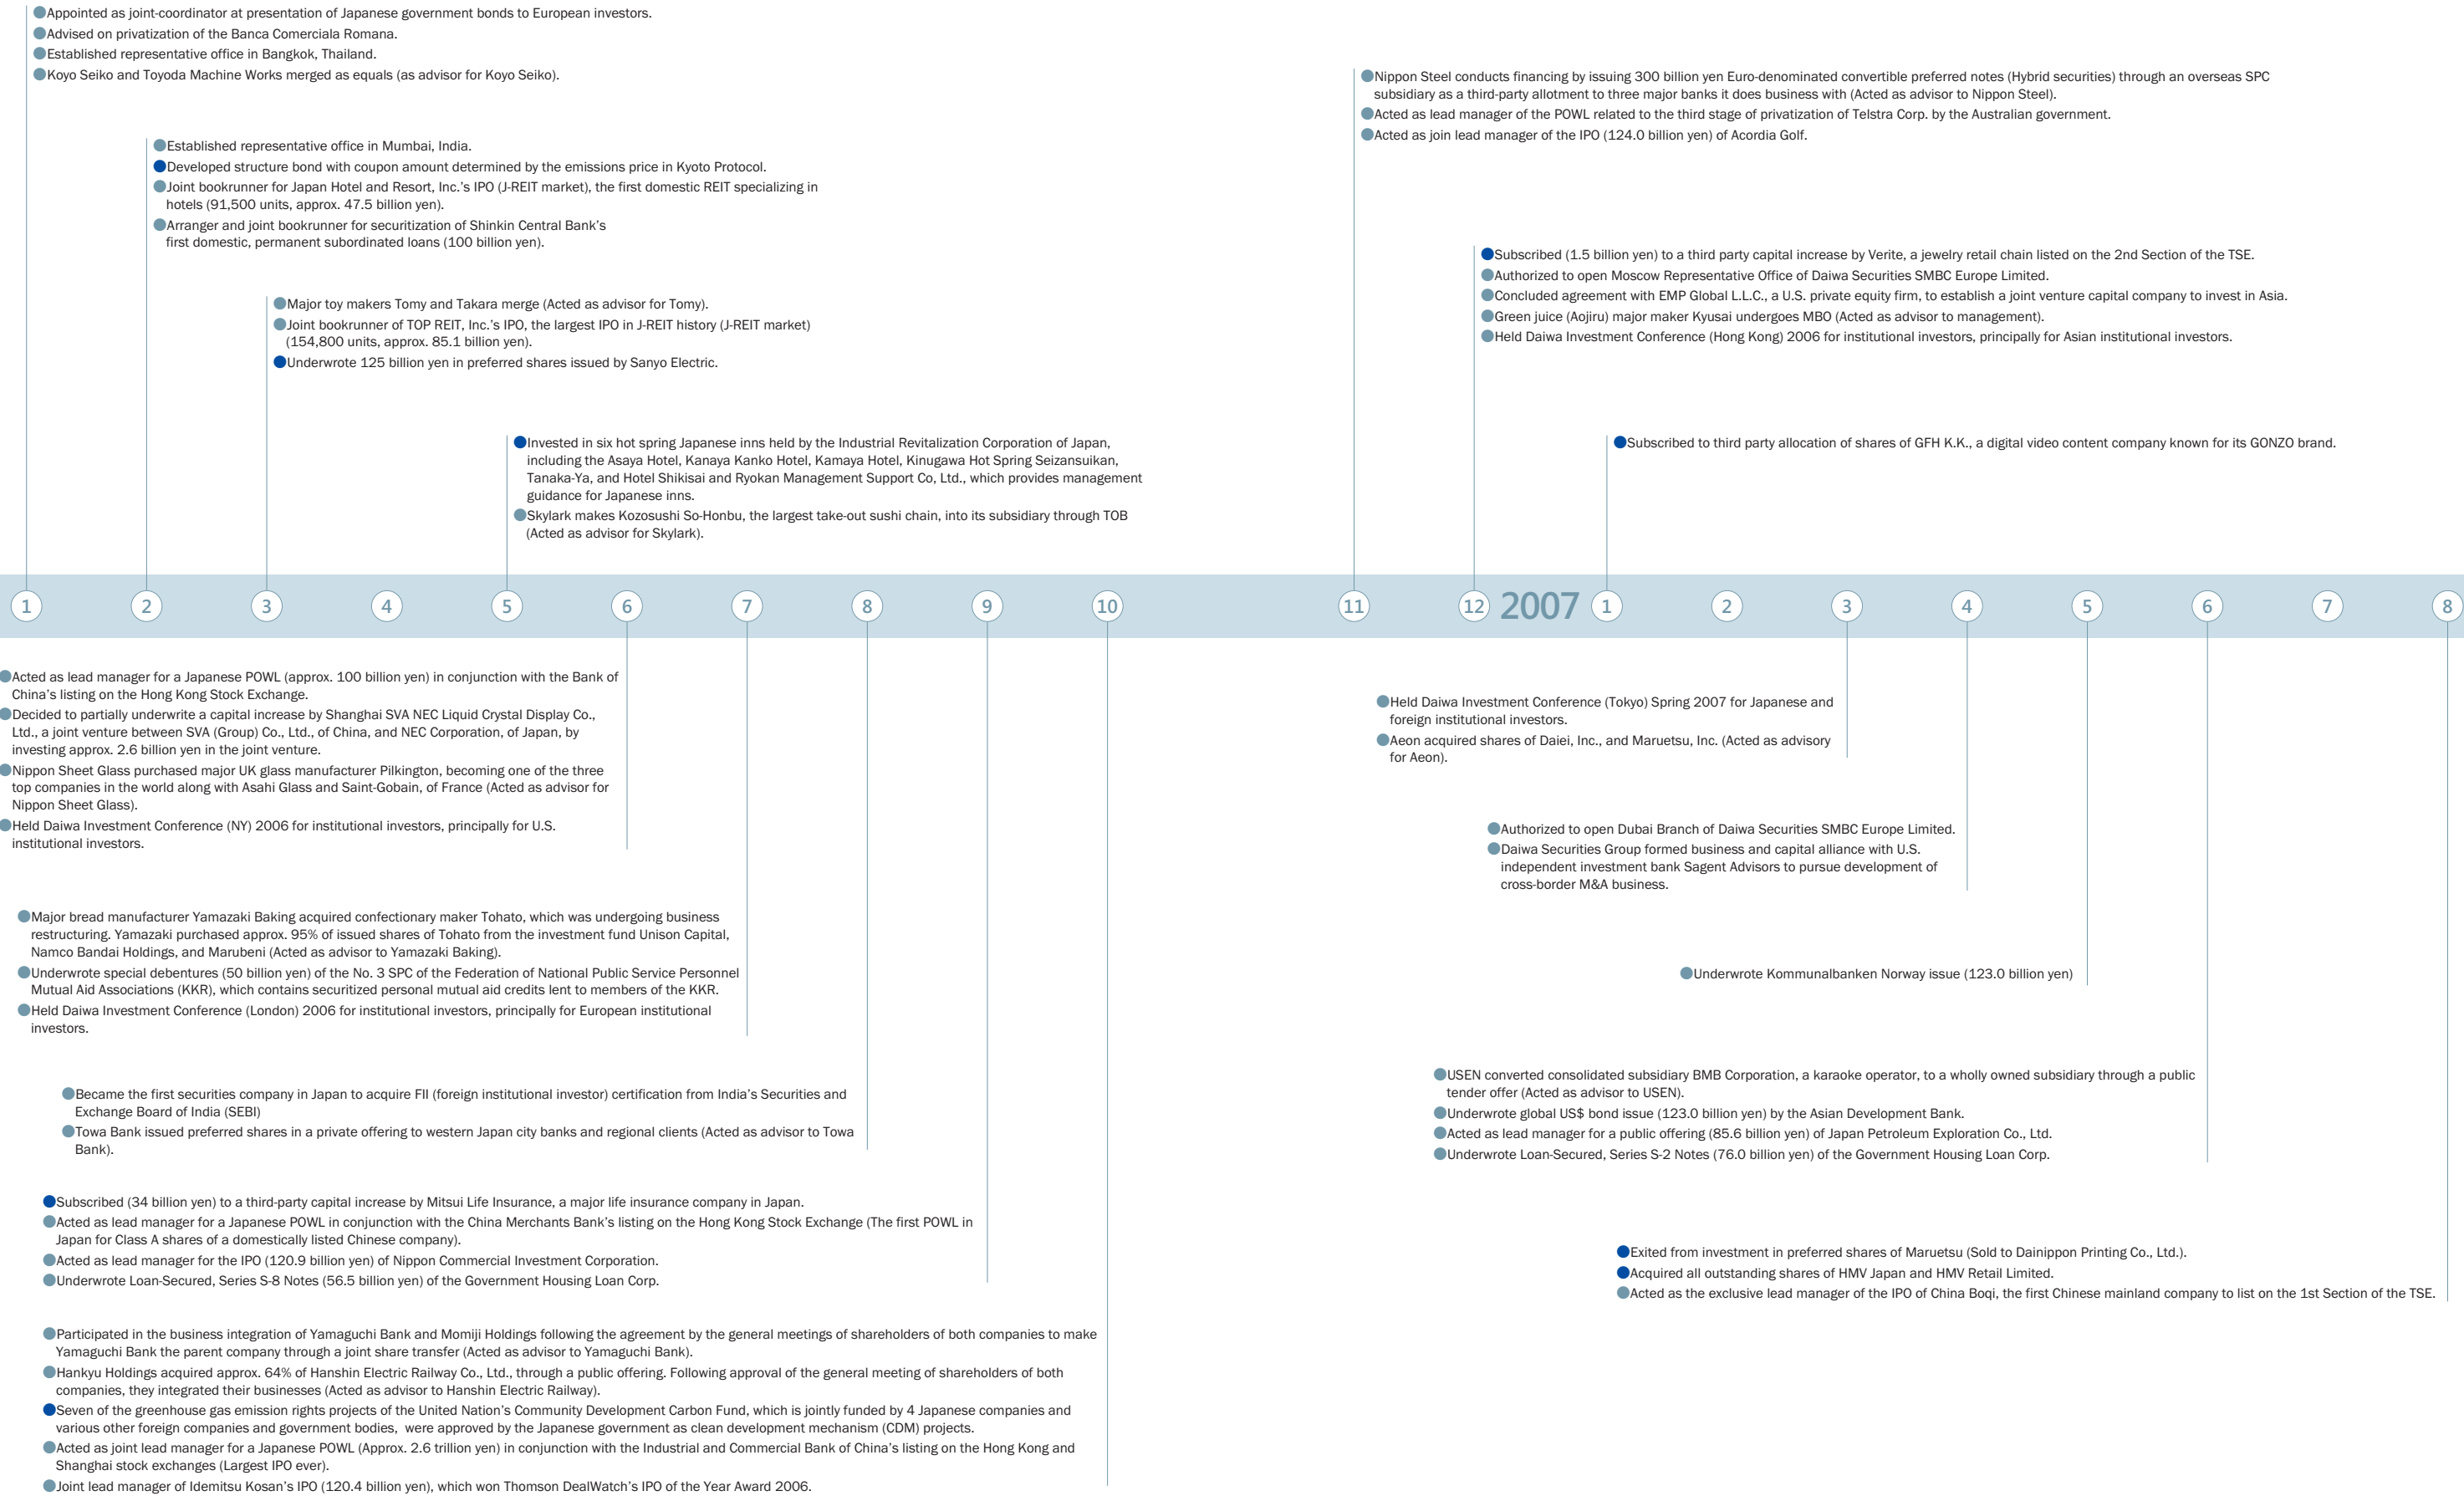 ●Appointed as joint-coordinator at presentation of Japanese government bonds to European investors.
●Advised on privatization of the Banca Comerciala Romana.
●Established representative office in Bangkok, Thailand.
●Koyo Seiko and Toyoda Machine Works merged as equals (as advisor for Koyo Seiko).
●Established representative office in Mumbai, India.
●Developed structure bond with coupon amount determined by the emissions price in Kyoto Protocol.
●Joint bookrunner for Japan Hotel and Resort, Inc.'s IPO (J-REIT market), the first domestic REIT specializing in
hotels (91,500 units, approx. 47.5 billion yen).
●Arranger and joint bookrunner for securitization of Shinkin Central Bank's
first domestic, permanent subordinated loans (100 billion yen).
●Major toy makers Tomy and Takara merge (Acted as advisor for Tomy).
●Joint bookrunner of TOP REIT, Inc.'s IPO, the largest IPO in J-REIT history (J-REIT market)
(154,800 units, approx. 85.1 billion yen).
●Underwrote 125 billion yen in preferred shares issued by Sanyo Electric.
●Invested in six hot spring Japanese inns held by the Industrial Revitalization Corporation of Japan,
including the Asaya Hotel, Kanaya Kanko Hotel, Kamaya Hotel, Kinugawa Hot Spring Seizansuikan,
Tanaka-Ya, and Hotel Shikisai and Ryokan Management Support Co, Ltd., which provides management
guidance for Japanese inns.
●Skylark makes Kozosushi So-Honbu, the largest take-out sushi chain, into its subsidiary through TOB
(Acted as advisor for Skylark).
●Nippon Steel conducts financing by issuing 300 billion yen Euro-denominated convertible preferred notes (Hybrid securities) through an overseas SPC
subsidiary as a third-party allotment to three major banks it does business with (Acted as advisor to Nippon Steel).
●Acted as lead manager of the POWL related to the third stage of privatization of Telstra Corp. by the Australian government.
●Acted as join lead manager of the IPO (124.0 billion yen) of Acordia Golf.
●Subscribed (1.5 billion yen) to a third party capital increase by Verite, a jewelry retail chain listed on the 2nd Section of the TSE.
●Authorized to open Moscow Representative Office of Daiwa Securities SMBC Europe Limited.
●Concluded agreement with EMP Global L.L.C., a U.S. private equity firm, to establish a joint venture capital company to invest in Asia.
●Green juice (Aojiru) major maker Kyusai undergoes MBO (Acted as advisor to management).
●Held Daiwa Investment Conference (Hong Kong) 2006 for institutional investors, principally for Asian institutional investors.
●Subscribed to third party allocation of shares of GFH K.K., a digital video content company known for its GONZO brand.
1 2 3 4 5 6 7 8 9 10 11 12 2007 1 2 3 4 5 6 7 8
●Acted as lead manager for a Japanese POWL (approx. 100 billion yen) in conjunction with the Bank of
China's listing on the Hong Kong Stock Exchange.
●Decided to partially underwrite a capital increase by Shanghai SVA NEC Liquid Crystal Display Co.,
Ltd., a joint venture between SVA (Group) Co., Ltd., of China, and NEC Corporation, of Japan, by
investing approx. 2.6 billion yen in the joint venture.
●Nippon Sheet Glass purchased major UK glass manufacturer Pilkington, becoming one of the three
top companies in the world along with Asahi Glass and Saint-Gobain, of France (Acted as advisor for
Nippon Sheet Glass).
●Held Daiwa Investment Conference (NY) 2006 for institutional investors, principally for U.S.
institutional investors.
●Major bread manufacturer Yamazaki Baking acquired confectionary maker Tohato, which was undergoing business
restructuring. Yamazaki purchased approx. 95% of issued shares of Tohato from the investment fund Unison Capital,
Namco Bandai Holdings, and Marubeni (Acted as advisor to Yamazaki Baking).
●Underwrote special debentures (50 billion yen) of the No. 3 SPC of the Federation of National Public Service Personnel
Mutual Aid Associations (KKR), which contains securitized personal mutual aid credits lent to members of the KKR.
●Held Daiwa Investment Conference (London) 2006 for institutional investors, principally for European institutional
investors.
●Became the first securities company in Japan to acquire FII (foreign institutional investor) certification from India's Securities and
Exchange Board of India (SEBI)
●Towa Bank issued preferred shares in a private offering to western Japan city banks and regional clients (Acted as advisor to Towa
Bank).
●Subscribed (34 billion yen) to a third-party capital increase by Mitsui Life Insurance, a major life insurance company in Japan.
●Acted as lead manager for a Japanese POWL in conjunction with the China Merchants Bank's listing on the Hong Kong Stock Exchange (The first POWL in
Japan for Class A shares of a domestically listed Chinese company).
●Acted as lead manager for the IPO (120.9 billion yen) of Nippon Commercial Investment Corporation.
●Underwrote Loan-Secured, Series S-8 Notes (56.5 billion yen) of the Government Housing Loan Corp.
●Participated in the business integration of Yamaguchi Bank and Momiji Holdings following the agreement by the general meetings of shareholders of both companies to make
Yamaguchi Bank the parent company through a joint share transfer (Acted as advisor to Yamaguchi Bank).
●Hankyu Holdings acquired approx. 64% of Hanshin Electric Railway Co., Ltd., through a public offering. Following approval of the general meeting of shareholders of both
companies, they integrated their businesses (Acted as advisor to Hanshin Electric Railway).
●Seven of the greenhouse gas emission rights projects of the United Nation's Community Development Carbon Fund, which is jointly funded by 4 Japanese companies and
various other foreign companies and government bodies, were approved by the Japanese government as clean development mechanism (CDM) projects.
●Acted as joint lead manager for a Japanese POWL (Approx. 2.6 trillion yen) in conjunction with the Industrial and Commercial Bank of China's listing on the Hong Kong and
Shanghai stock exchanges (Largest IPO ever).
●Joint lead manager of Idemitsu Kosan's IPO (120.4 billion yen), which won Thomson DealWatch's IPO of the Year Award 2006.
●Held Daiwa Investment Conference (Tokyo) Spring 2007 for Japanese and
foreign institutional investors.
●Aeon acquired shares of Daiei, Inc., and Maruetsu, Inc. (Acted as advisory
for Aeon).
●Authorized to open Dubai Branch of Daiwa Securities SMBC Europe Limited.
●Daiwa Securities Group formed business and capital alliance with U.S.
independent investment bank Sagent Advisors to pursue development of
cross-border M&A business.
●Underwrote Kommunalbanken Norway issue (123.0 billion yen)
●USEN converted consolidated subsidiary BMB Corporation, a karaoke operator, to a wholly owned subsidiary through a public
tender offer (Acted as advisor to USEN).
●Underwrote global US$ bond issue (123.0 billion yen) by the Asian Development Bank.
●Acted as lead manager for a public offering (85.6 billion yen) of Japan Petroleum Exploration Co., Ltd.
●Underwrote Loan-Secured, Series S-2 Notes (76.0 billion yen) of the Government Housing Loan Corp.
●Exited from investment in preferred shares of Maruetsu (Sold to Dainippon Printing Co., Ltd.).
●Acquired all outstanding shares of HMV Japan and HMV Retail Limited.
●Acted as the exclusive lead manager of the IPO of China Boqi, the first Chinese mainland company to list on the 1st Section of the TSE.